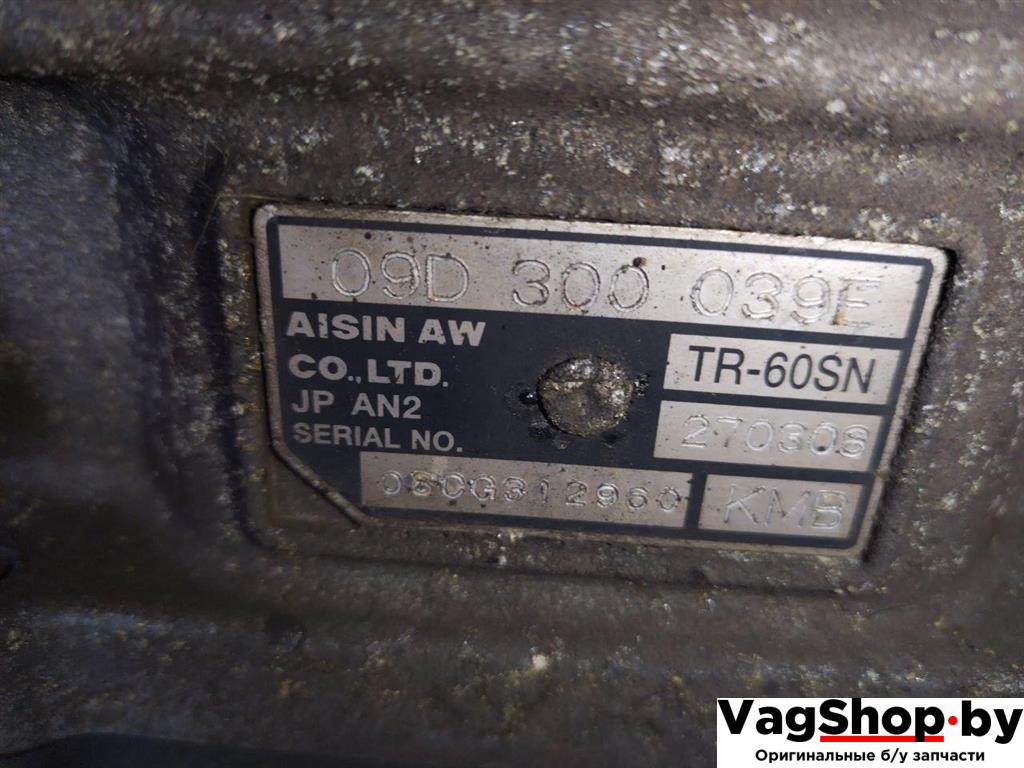 09D 300 039E
AISIN AW
CO., LTD.
JP AN2
SERIAL NO.
TR-60SN
270308
08CG312960
KMB
VagShop.by
Оригинальные б/у запчасти